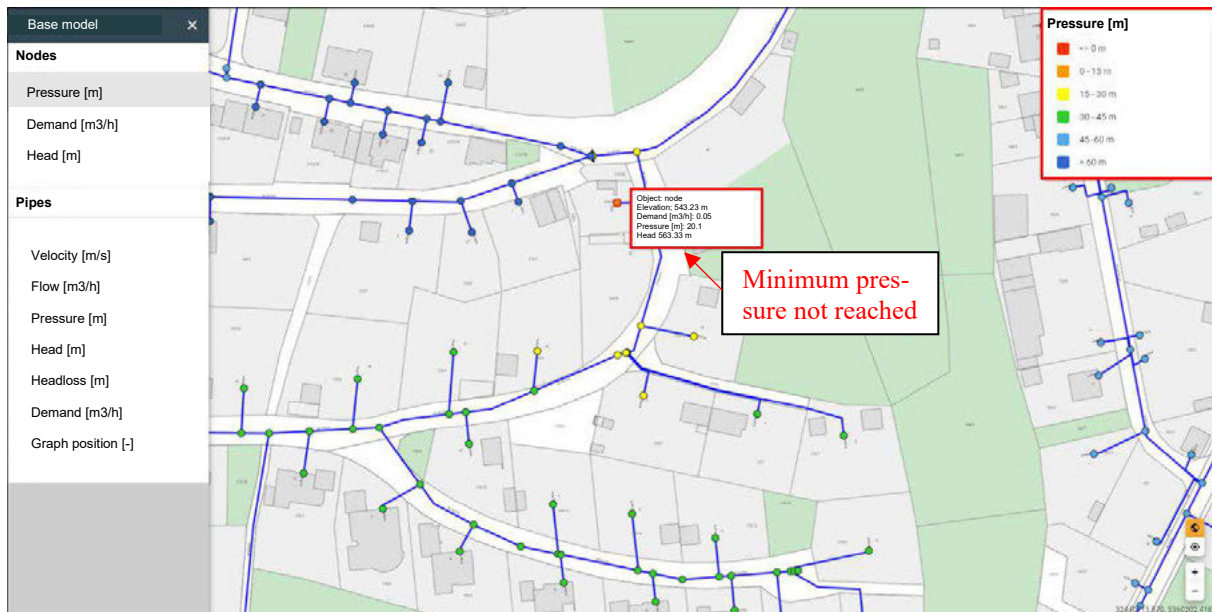 Base model ×
Nodes
Pressure [m]
Demand [m3/h]
Head [m]
Pipes
Velocity [m/s]
Flow [m3/h]
Pressure [m]
Head [m]
Headloss [m]
Demand [m3/h]
Graph position [-]
Object: node
Elevation; 543.23 m
Demand [m3/h]: 0.05
Pressure [m]: 20.1
Head 563.33 m
Minimum pres-
sure not reached
Pressure [m]
<= 0 m
0 - 15 m
15 - 30 m
30 - 45 m
45-60 m
> 60 m
+
−